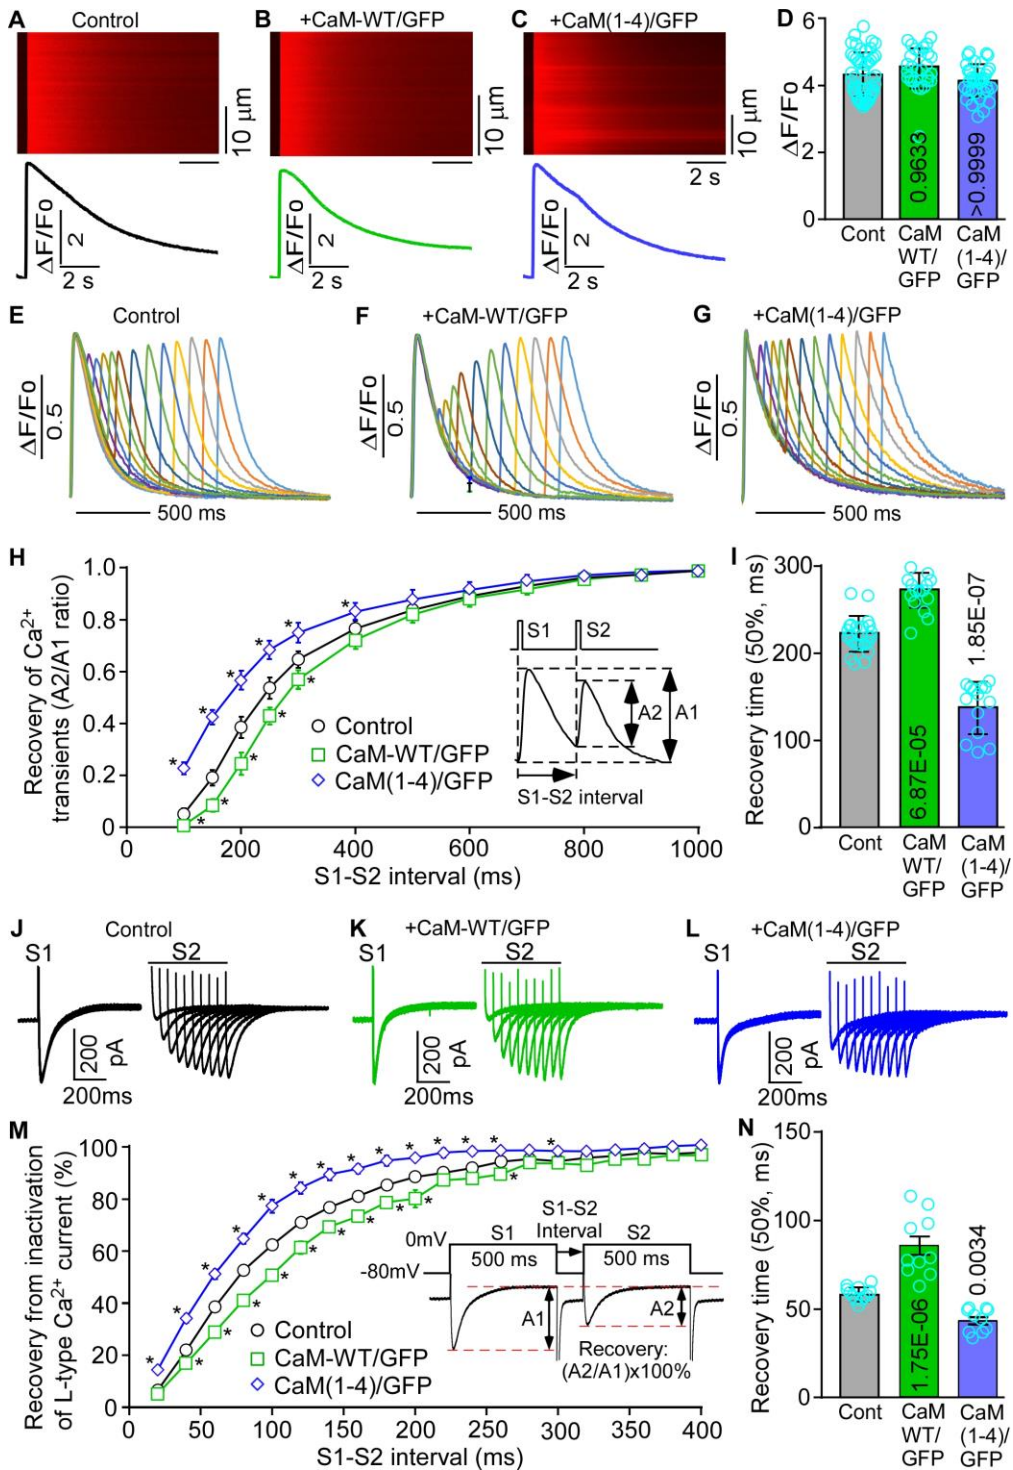 A
Control
10 μm
ΔF/Fo
2
2 s
B
+CaM-WT/GFP
10 μm
ΔF/Fo
2
2 s
C
+CaM(1-4)/GFP
10 μm
2 s
ΔF/Fo
2
2 s
D
ΔF/Fo
6
4
2
0
0.9633
>0.9999
Cont
CaM
WT/
GFP
CaM
(1-4)/
GFP
E
Control
ΔF/Fo
0.5
500 ms
F
+CaM-WT/GFP
ΔF/Fo
0.5
500 ms
G
+CaM(1-4)/GFP
ΔF/Fo
0.5
500 ms
H
Recovery of Ca2+
transients (A2/A1 ratio)
1.0
0.8
0.6
0.4
0.2
0
* * * * * *
* * * * *
Control
CaM-WT/GFP
CaM(1-4)/GFP
S1
S2
A2
A1
S1-S2 interval
0 200 400 600 800 1000
S1-S2 interval (ms)
I
Recovery time (50%, ms)
300
200
100
0
6.87E-05
1.85E-07
Cont
CaM
WT/
GFP
CaM
(1-4)/
GFP
J
Control
S1
S2
200
pA
200ms
K
+CaM-WT/GFP
S1
S2
200
pA
200ms
L
+CaM(1-4)/GFP
S1
S2
200
pA
200ms
M
Recovery from inactivation
of L-type Ca2+ current (%)
100
80
60
40
20
0
* * * * * * * * * * * * * *
* * * * * * * * * * *
Control
CaM-WT/GFP
CaM(1-4)/GFP
S1-S2
Interval
0mV
S1
S2
500 ms
500 ms
-80mV
A1
A2
Recovery:
(A2/A1)x100%
0 50 100 150 200 250 300 350 400
S1-S2 interval (ms)
N
Recovery time (50%, ms)
150
100
50
0
1.75E-06
0.0034
Cont
CaM
WT/
GFP
CaM
(1-4)/
GFP